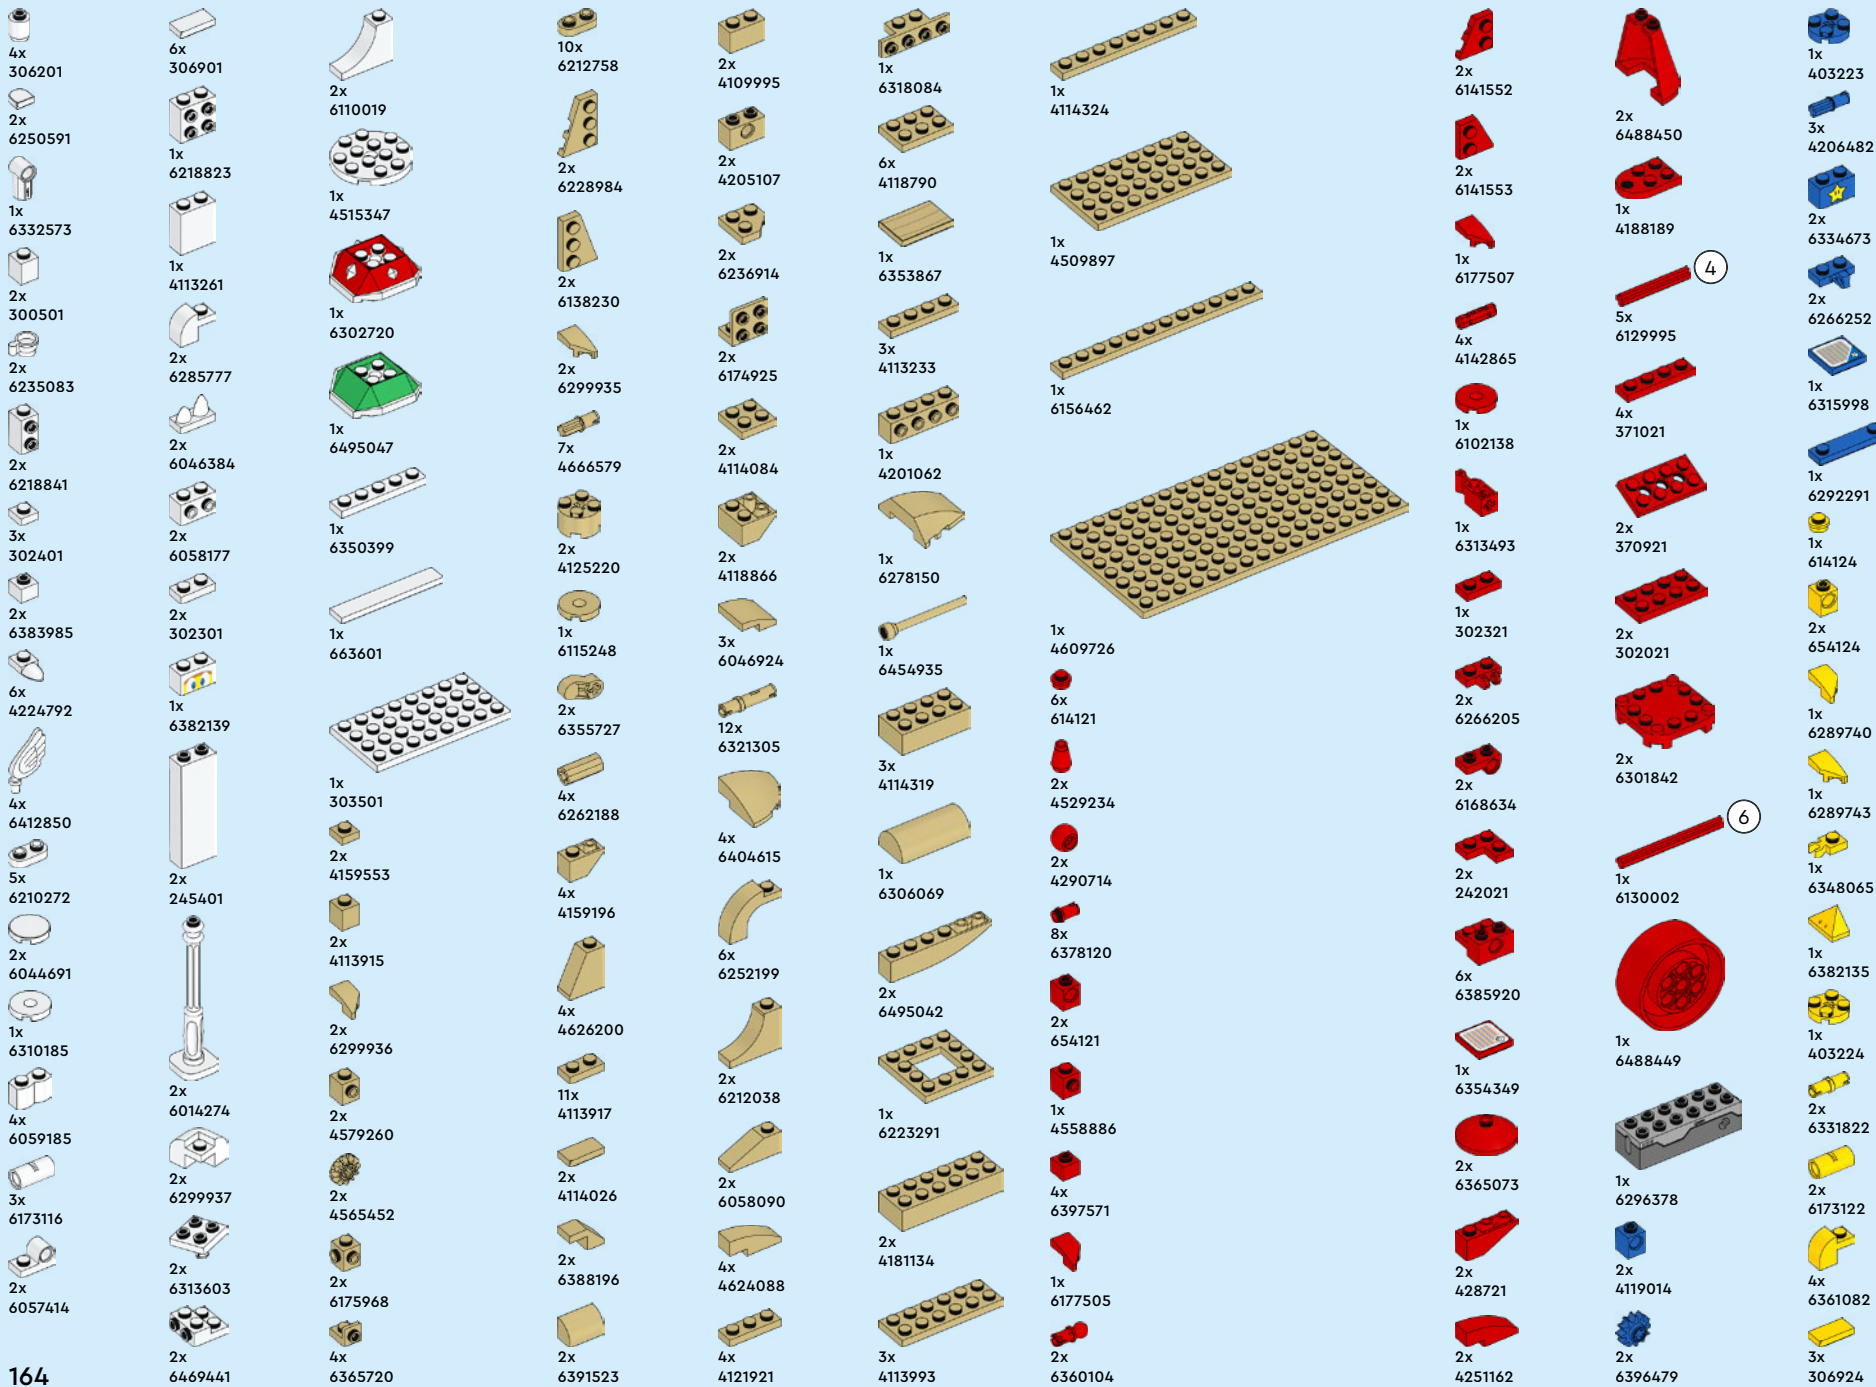 4x
306201
2x
6250591
1x
6332573
2x
300501
2x
6235083
2x
6218841
3x
302401
2x
6383985
6x
4224792
4x
6412850
5x
6210272
2x
6044691
1x
6310185
4x
6059185
3x
6173116
2x
6057414
164
6x
306901
1x
6218823
1x
4113261
2x
6285777
2x
6046384
2x
6058177
2x
302301
1x
6382139
2x
245401
2x
6014274
2x
6299937
2x
6313603
2x
6469441
2x
6110019
1x
4515347
1x
6302720
1x
6495047
1x
6350399
1x
663601
1x
303501
2x
4159553
2x
4113915
2x
6299936
2x
4579260
2x
4565452
2x
6175968
4x
6365720
10x
6212758
2x
6228984
2x
6138230
2x
6299935
7x
4666579
2x
4125220
1x
6115248
2x
6355727
4x
6262188
4x
4159196
4x
4626200
11x
4113917
2x
4114026
2x
6388196
2x
6391523
2x
4109995
2x
4205107
2x
6236914
2x
6174925
2x
4114084
2x
4118866
3x
6046924
12x
6321305
4x
6404615
6x
6252199
2x
6212038
2x
6058090
4x
4624088
4x
4121921
1x
6318084
6x
4118790
1x
6353867
3x
4113233
1x
4201062
1x
6278150
1x
6454935
3x
4114319
1x
6306069
2x
6495042
1x
6223291
2x
4181134
3x
4113993
1x
4114324
1x
4509897
1x
6156462
1x
4609726
6x
614121
2x
4529234
2x
4290714
8x
6378120
2x
654121
1x
4558886
4x
6397571
1x
6177505
2x
6360104
2x
6141552
2x
6141553
1x
6177507
4x
4142865
1x
6102138
1x
6313493
1x
302321
2x
6266205
2x
6168634
2x
242021
6x
6385920
1x
6354349
2x
6365073
2x
428721
2x
4251162
2x
6488450
1x
4188189
4
5x
6129995
4x
371021
2x
370921
2x
302021
2x
6301842
6
1x
6130002
1x
6488449
1x
6296378
2x
4119014
2x
6396479
1x
403223
3x
4206482
2x
6334673
2x
6266252
1x
6315998
1x
6292291
1x
614124
2x
654124
1x
6289740
1x
6289743
1x
6348065
1x
6382135
1x
403224
2x
6331822
2x
6173122
4x
6361082
3x
306924